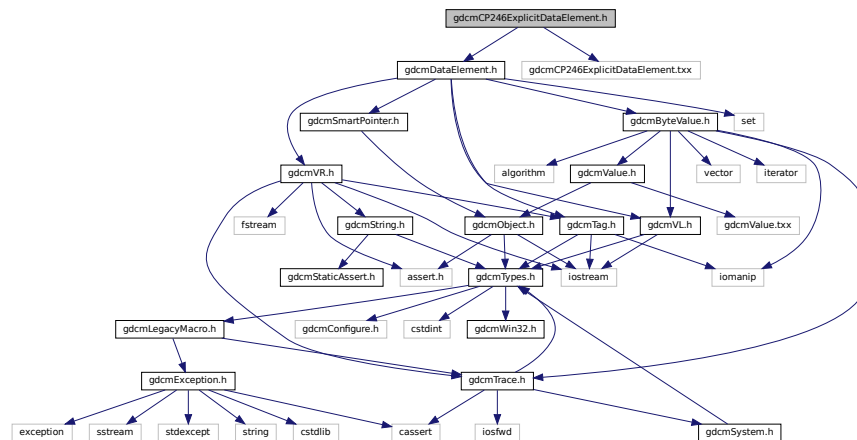 gdcmCP246ExplicitDataElement.h
gdcmDataElement.h
gdcmCP246ExplicitDataElement.txx
gdcmSmartPointer.h
gdcmByteValue.h
set
gdcmVR.h
algorithm
gdcmValue.h
vector
iterator
fstream
gdcmString.h
gdcmObject.h
gdcmTag.h
gdcmVL.h
gdcmValue.txx
gdcmStaticAssert.h
assert.h
gdcmTypes.h
iostream
iomanip
gdcmLegacyMacro.h
gdcmConfigure.h
cstdint
gdcmWin32.h
gdcmException.h
gdcmTrace.h
exception
sstream
stdexcept
string
cstdlib
cassert
iosfwd
gdcmSystem.h